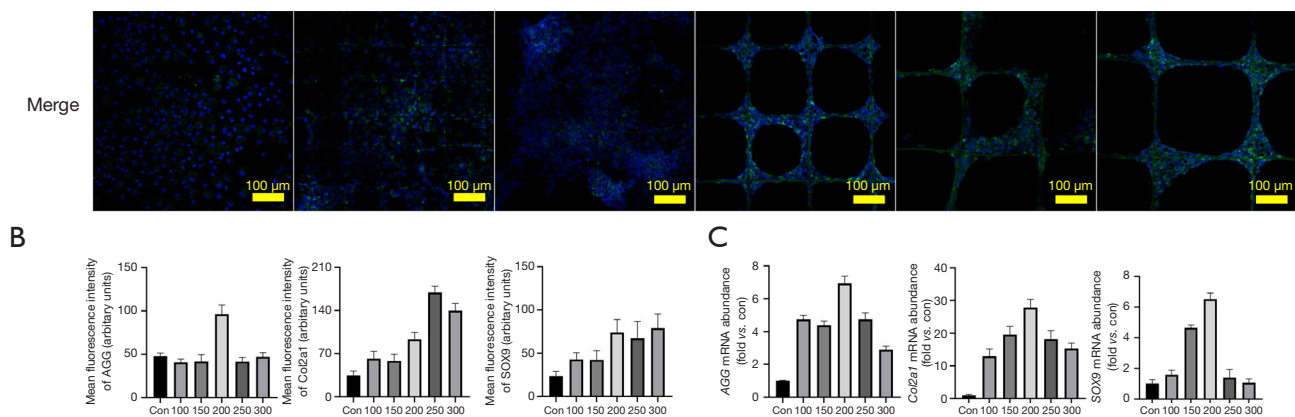 Merge
100 μm 100 μm 100 μm 100 μm 100 μm 100 μm
B
Mean fluorescence intensity
of AGG (arbitary units)
150
100
50
0
Con 100 150 200 250 300
Mean fluorescence intensity
of Col2a1 (arbitary units)
210
140
70
0
Con 100 150 200 250 300
Mean fluorescence intensity
of SOX9 (arbitary units)
150
100
50
0
Con 100 150 200 250 300
C
AGG mRNA abundance
(fold vs. con)
8
6
4
2
0
Con 100 150 200 250 300
Col2a1 mRNA abundance
(fold vs. con)
40
30
20
10
0
Con 100 150 200 250 300
SOX9 mRNA abundance
(fold vs. con)
8
6
4
2
0
Con 100 150 200 250 300